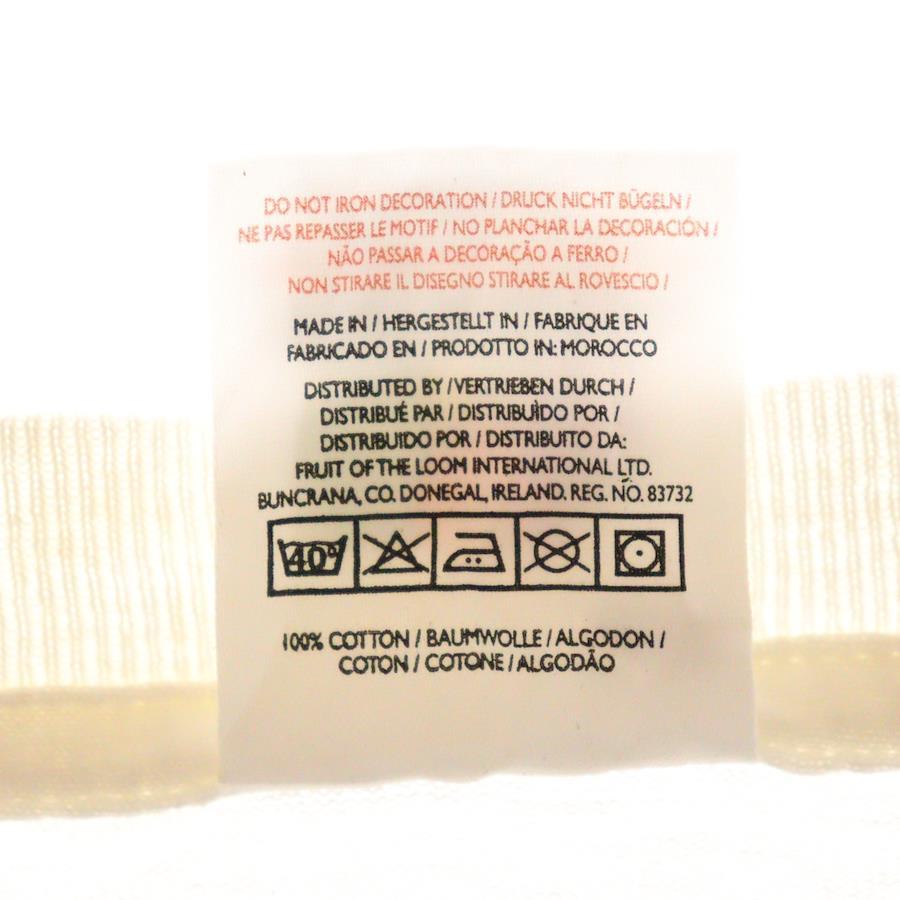 DO NOT IRON DECORATION / DRUCK NICHT BÜGELN /
NE PAS REPASSER LE MOTIF / NO PLANCHAR LA DECORACIÓN /
NÃO PASSAR A DECORAÇÃO A FERRO /
NON STIRARE IL DISEGNO STIRARE AL ROVESCIO /
MADE IN / HERGESTELLT IN / FABRIQUE EN
FABRICADO EN / PRODOTTO IN: MOROCCO
DISTRIBUTED BY / VERTRIEBEN DURCH /
DISTRIBUÉ PAR / DISTRIBUÌDO POR /
DISTRIBUIDO POR / DISTRIBUITO DA:
FRUIT OF THE LOOM INTERNATIONAL LTD.
BUNCRANA, CO. DONEGAL, IRELAND. REG. NO. 83732
40°
100% COTTON / BAUMWOLLE / ALGODON /
COTON / COTONE / ALGODÃO